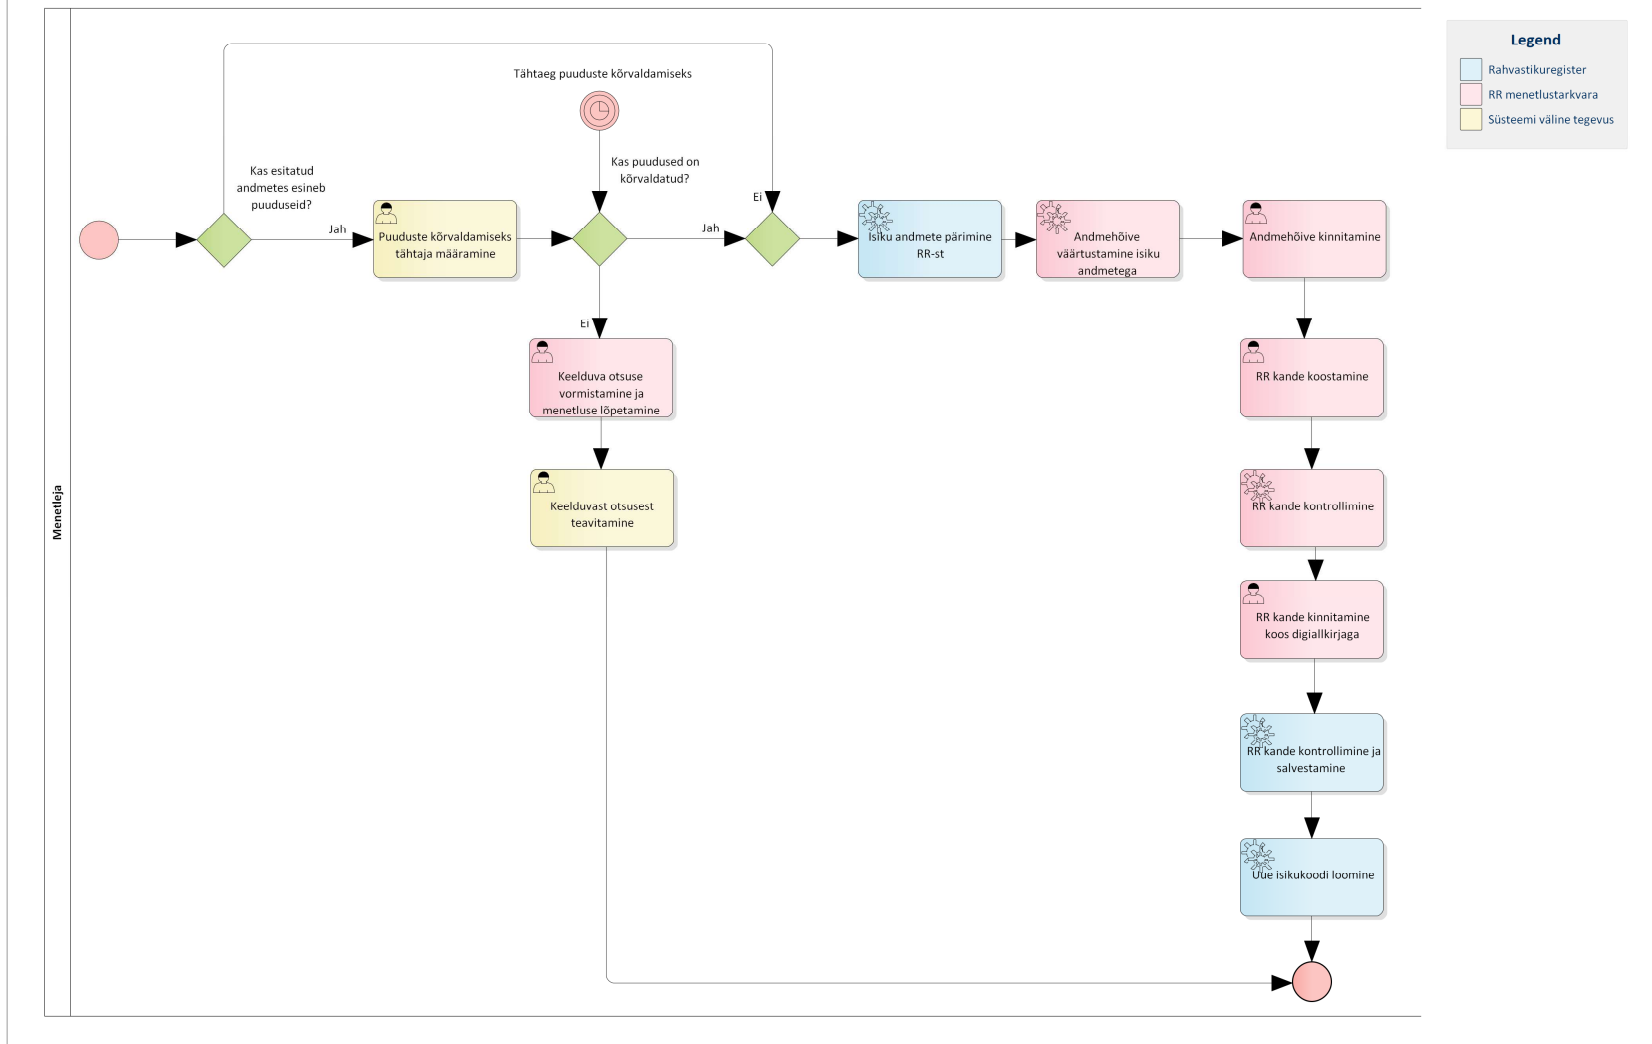 Legend
Rahvastikuregister
RR menetlustarkvara
Süsteemi väline tegevus
Menetleja
Tähtaeg puuduste kõrvaldamiseks
Kas esitatud
andmetes esineb
puuduseid?
Kas puudused on
kõrvaldatud?
Ei
Jah
Puuduste kõrvaldamiseks
tähtaja määramine
Jah
Isiku andmete pärimine
RR-st
Andmehõive
väärtustamine isiku
andmetega
Andmehõive kinnitamine
Ei
Keelduva otsuse
vormistamine ja
menetluse lõpetamine
RR kande koostamine
Keelduvast otsusest
teavitamine
RR kande kontrollimine
RR kande kinnitamine
koos digiallkirjaga
RR kande kontrollimine ja
salvestamine
Uue isikukoodi loomine